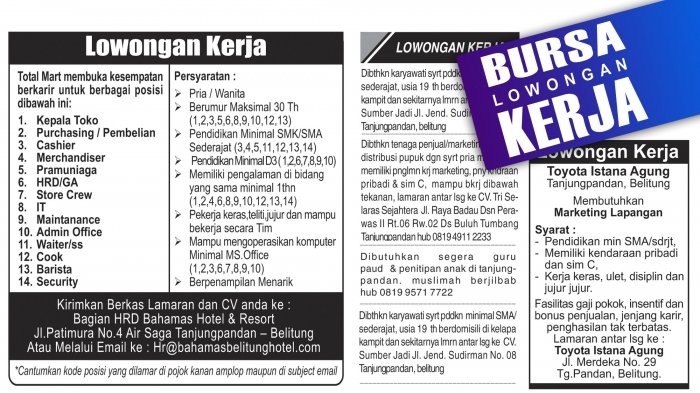 Lowongan Kerja
Total Mart membuka kesempatan
berkarir untuk berbagai posisi
dibawah ini:
1. Kepala Toko
2. Purchasing / Pembelian
3. Cashier
4. Merchandiser
5. Pramuniaga
6. HRD/GA
7. Store Crew
8. IT
9. Maintanance
10. Admin Office
11. Waiter/ss
12. Cook
13. Barista
14. Security
Persyaratan :
Pria / Wanita
Berumur Maksimal 30 Th
(1,2,3,5,6,8,9,10,12,13)
Pendidikan Minimal SMK/SMA
Sederajat (3,4,5,11,12,13,14)
Pendidikan Minimal D3 (1,2,6,7,8,9,10)
Memiliki pengalaman di bidang
yang sama minimal 1thn
(1,2,4,6,8,9,10,12,13,14)
Pekerja keras,teliti,jujur dan mampu
bekerja secara Tim
Mampu mengoperasikan komputer
Minimal MS.Office
(1,2,3,6,7,8,9,10)
Berpenampilan Menarik
Kirimkan Berkas Lamaran dan CV anda ke :
Bagian HRD Bahamas Hotel & Resort
Jl.Patimura No.4 Air Saga Tanjungpandan – Belitung
Atau Melalui Email ke : Hr@bahamasbelitunghotel.com
*Cantumkan kode posisi yang dilamar di pojok kanan amplop maupun di subject email
LOWONGAN KERJA
Dibthkn karyawati syrt pddkn
sederajat, usia 19 th berdomisili
kampit dan sekitarnya lmrn antar
Sumber Jadi Jl. Jend. Sudirman
Tanjungpandan, belitung
Dibthkn tenaga penjual/marketing
distribusi pupuk dgn syrt pria
memiliki pnglmn krj marketing, pny kndraan
pribadi & sim C, mampu bkrj dibawah
tekanan, lamaran antar lsg ke CV. Tri Se-
laras Sejahtera Jl. Raya Badau Dsn Pera-
was II Rt.06 Rw.02 Ds Buluh Tumbang
Tanjungpandan hub 0819 4911 2233
Dibutuhkan segera guru
paud & penitipan anak di tanjung-
pandan. muslimah berjilbab
hub 0819 9571 7722
Dibthkn karyawati syrt pddkn minimal SMA/
sederajat, usia 19 th berdomisili di kelapa
kampit dan sekitarnya lmrn antar lsg ke CV.
Sumber Jadi Jl. Jend. Sudirman No. 08
Tanjungpandan, belitung
BURSA
LOWONGAN
KERJA
Lowongan Kerja
Toyota Istana Agung
Tanjungpandan, Belitung
Membutuhkan
Marketing Lapangan
Syarat :
- Pendidikan min SMA/sdrjt,
- Memiliki kendaraan pribadi
dan sim C,
- Kerja keras, ulet, disiplin dan
jujur jujur.
Fasilitas gaji pokok, insentif dan
bonus penjualan, jenjang karir,
penghasilan tak terbatas.
Lamaran antar lsg ke :
Toyota Istana Agung
Jl. Merdeka No. 29
Tg.Pandan, Belitung.